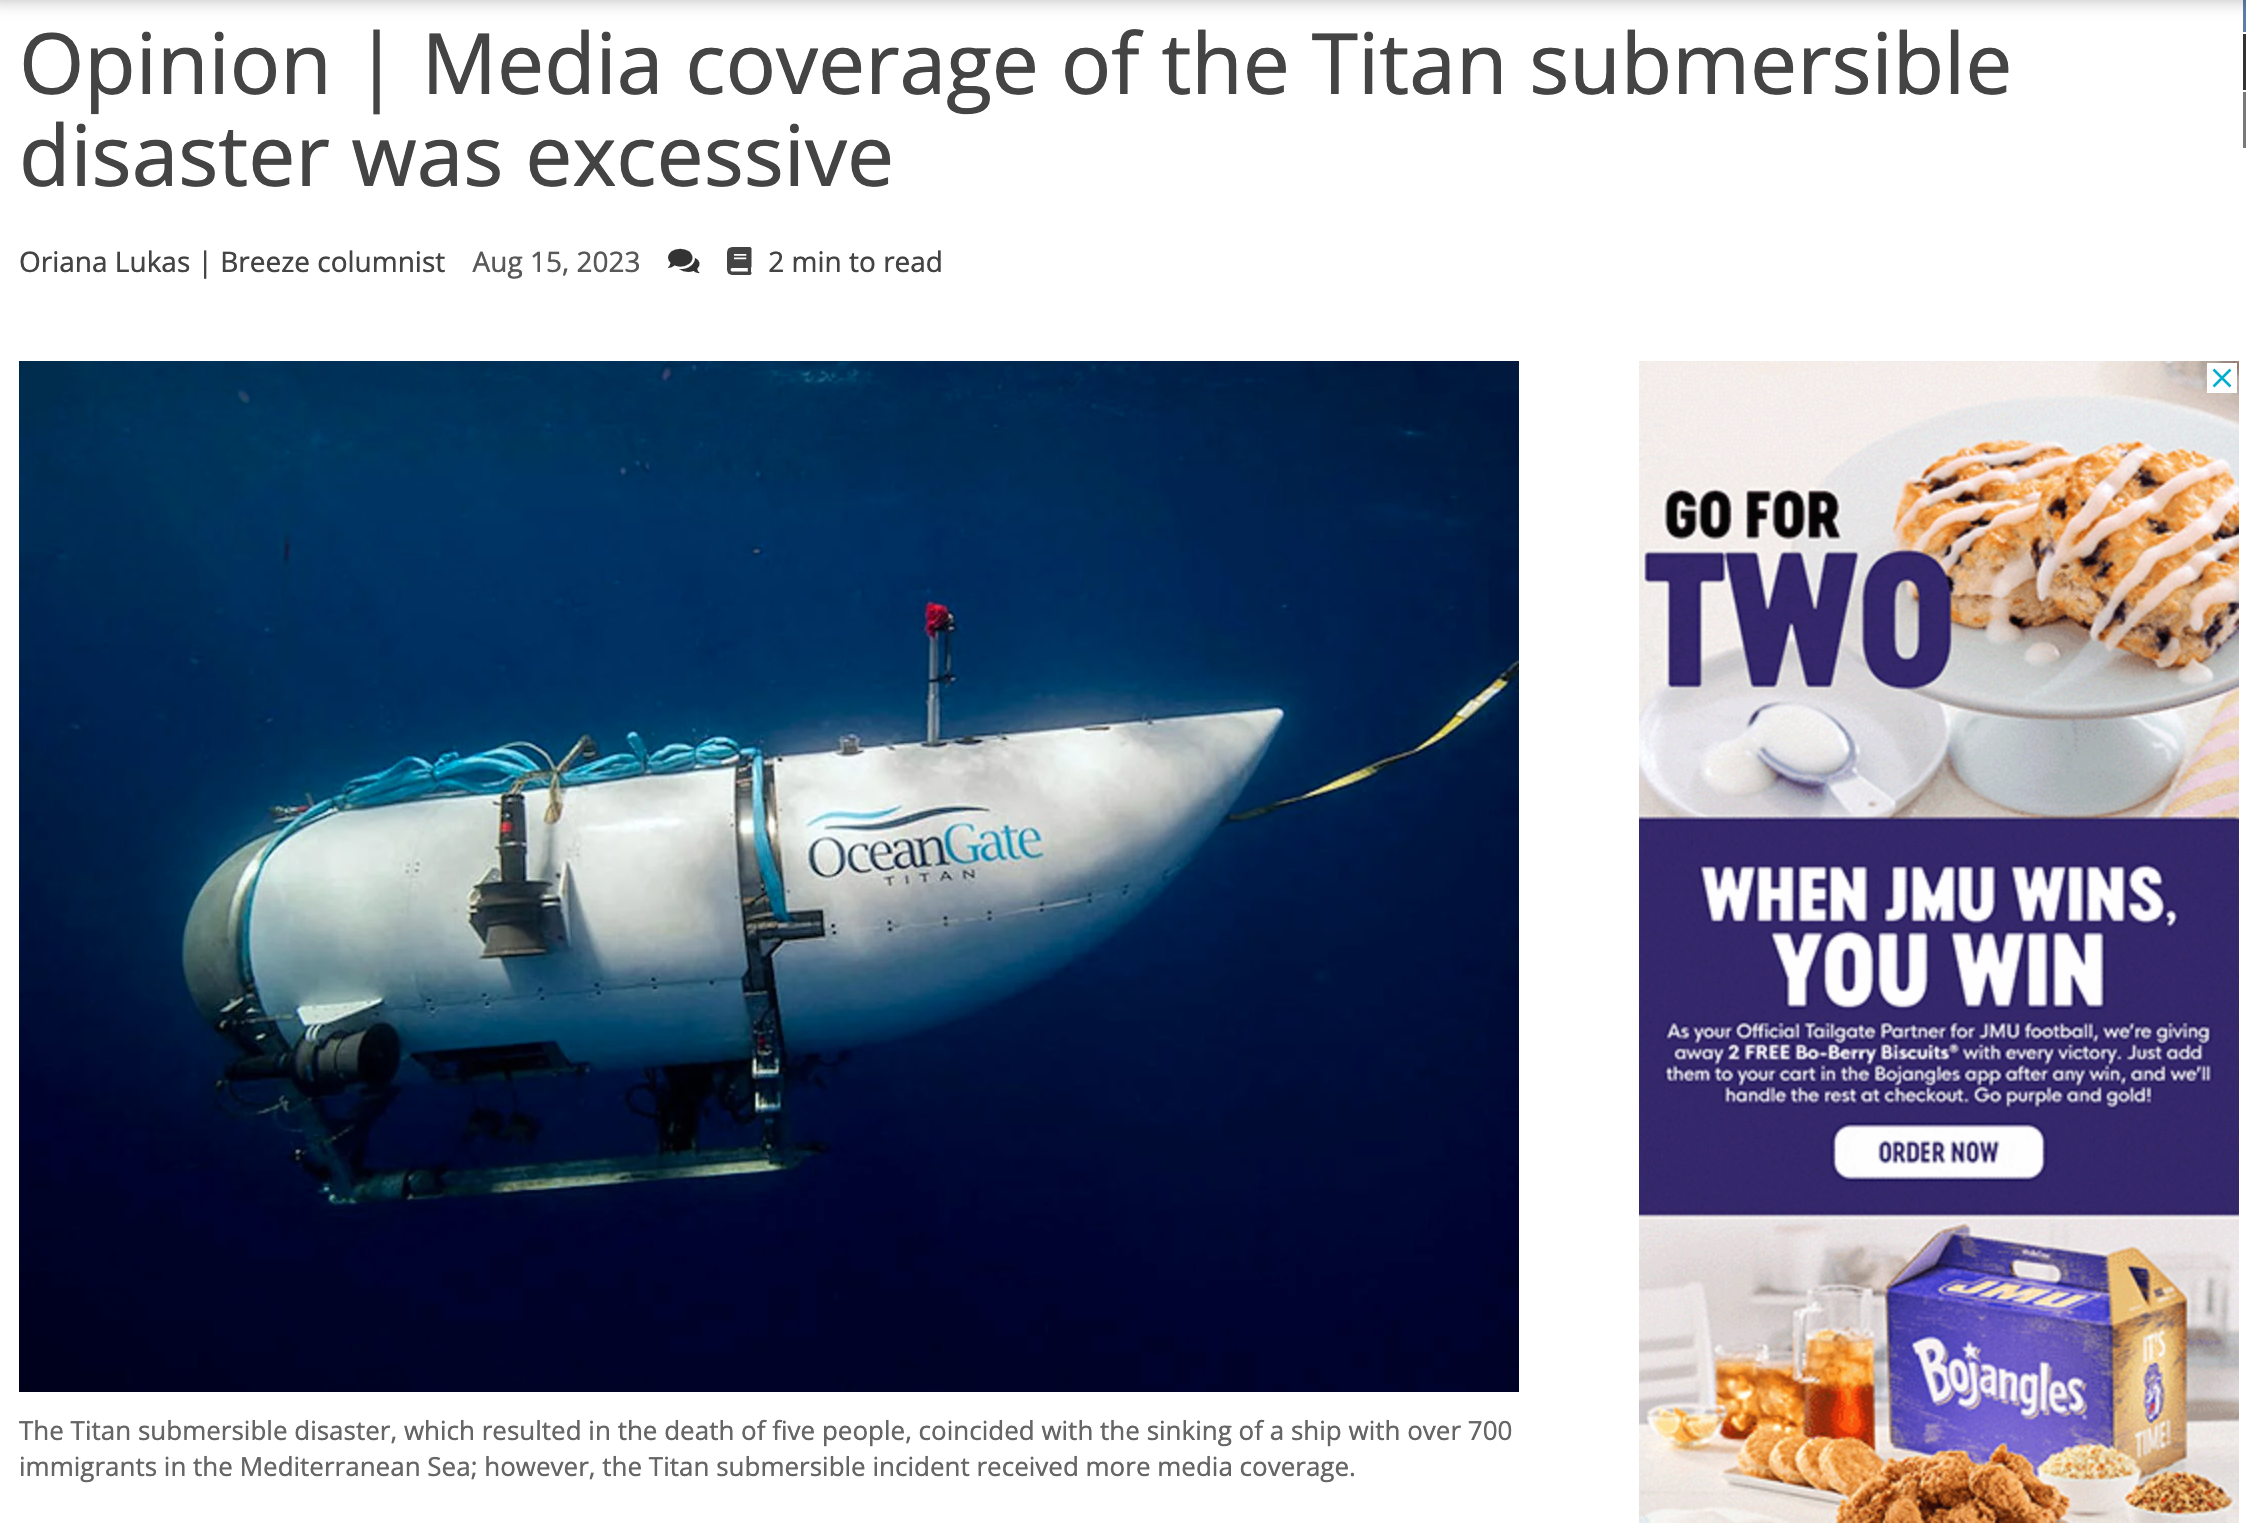 Opinion | Media coverage of the Titan submersible
disaster was excessive
Oriana Lukas | Breeze columnist Aug 15, 2023 2 min to read
OceanGate
TITAN
The Titan submersible disaster, which resulted in the death of five people, coincided with the sinking of a ship with over 700
immigrants in the Mediterranean Sea; however, the Titan submersible incident received more media coverage.
GO FOR
TWO
WHEN JMU WINS,
YOU WIN
As your Official Tailgate Partner for JMU football, we're giving
away 2 FREE Bo-Berry Biscuits® with every victory. Just add
them to your cart in the Bojangles app after any win, and we'll
handle the rest at checkout. Go purple and gold!
ORDER NOW
JMU
Bojangles
IT'S
TIME!